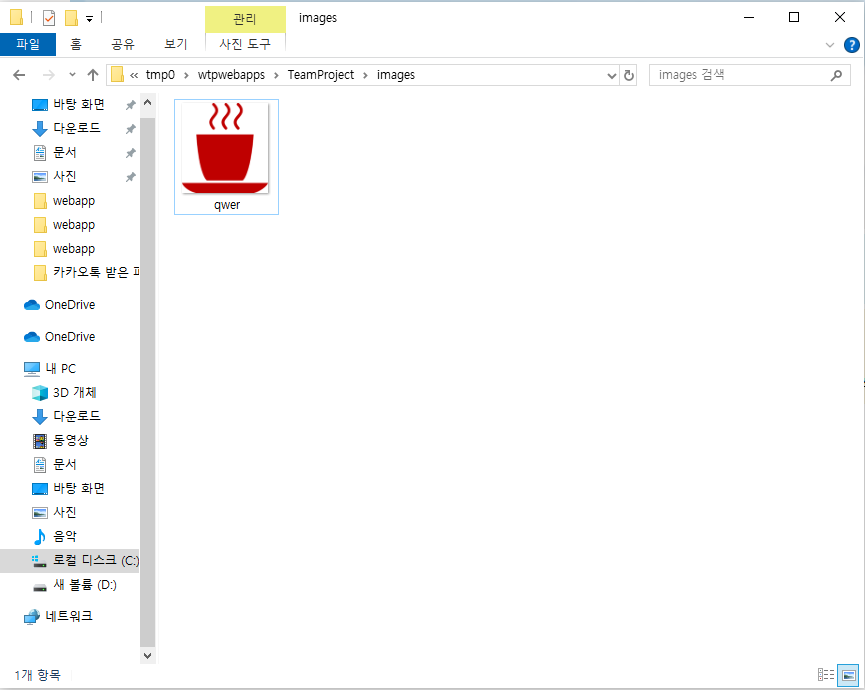 관리
images
파일
홈
공유
보기
사진 도구
« tmp0 > wtpwebapps > TeamProject > images
images 검색
바탕 화면
다운로드
문서
사진
webapp
webapp
webapp
카카오톡 받은
OneDrive
OneDrive
내 PC
3D 개체
다운로드
동영상
문서
바탕 화면
사진
음악
로컬 디스크 (C:)
새 볼륨 (D:)
네트워크
qwer
1개 항목